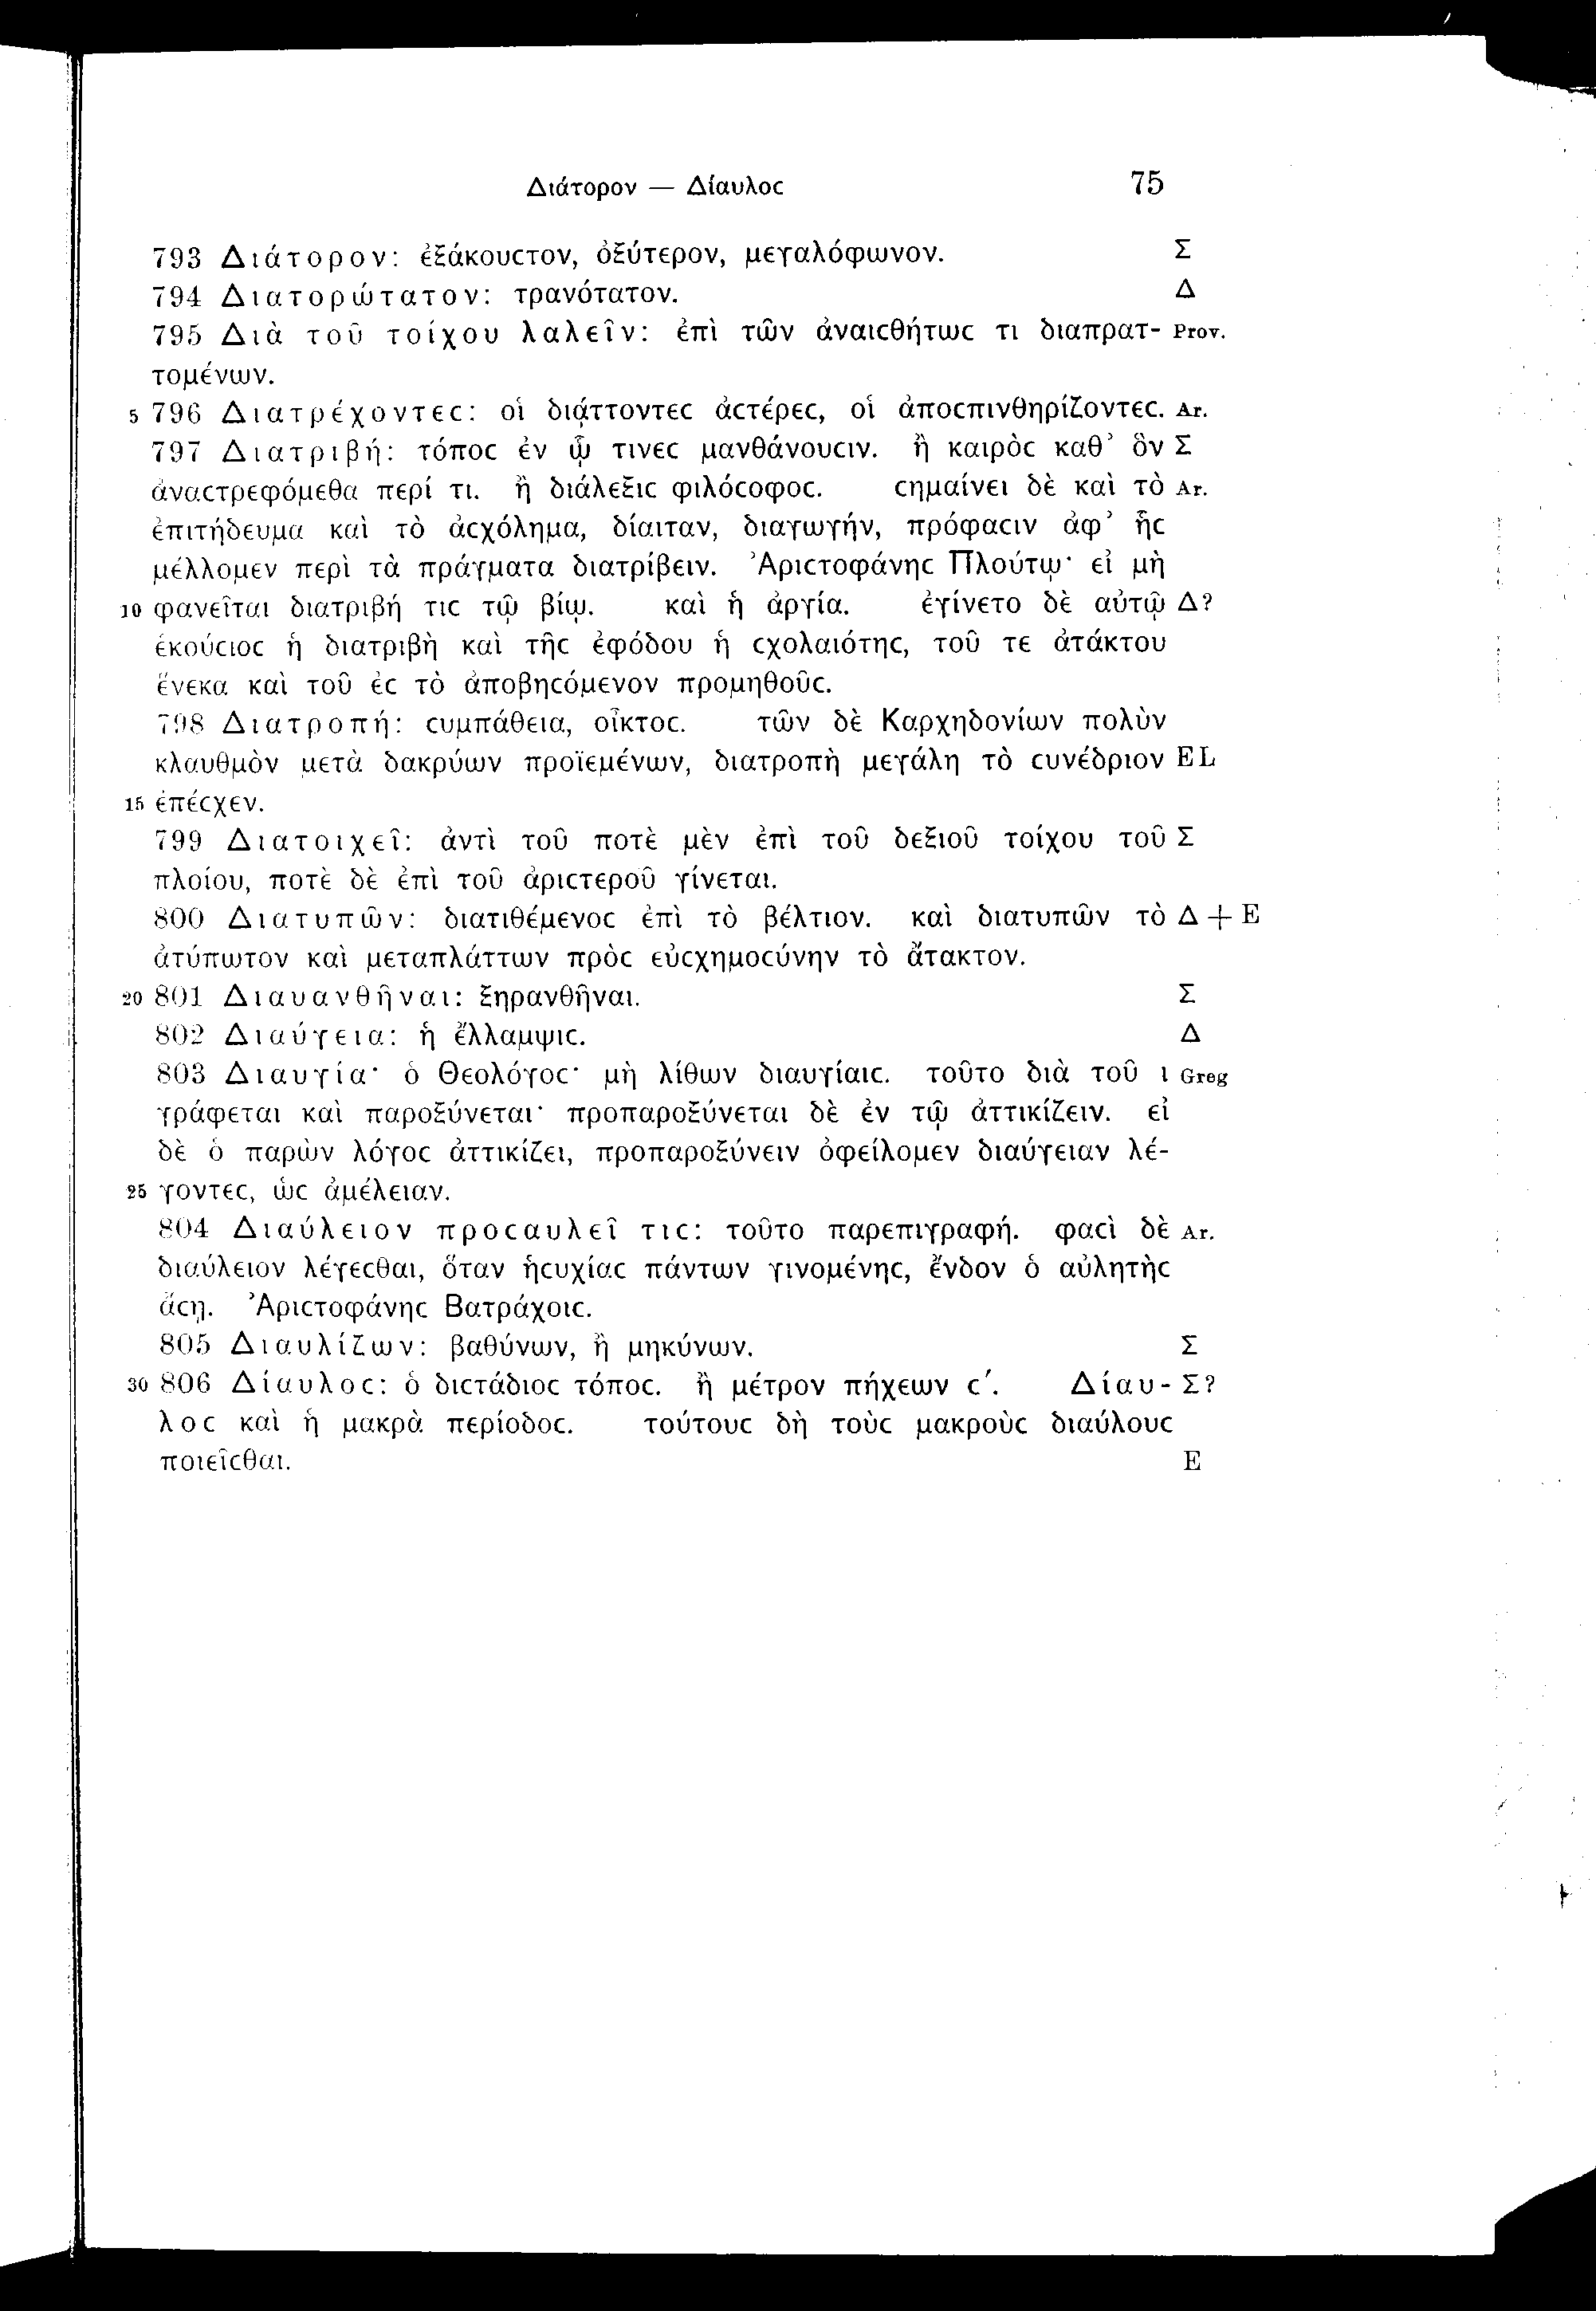 Διάτορον — Δίαυλοϲ 75
793 Διάτορον: ἐξάκουϲτον, ὀξύτερον, μεγαλόφωνον. Σ
794 Διατορώτατον: τρανότατον. Δ
795 Διὰ τοῦ τοίχου λαλεῖν: ἐπὶ τῶν ἀναιϲθήτωϲ τι διαπρατ- Prov.
τομένων.
5 796 Διατρέχοντεϲ: οἱ διᾴττοντεϲ ἀϲτέρεϲ, οἱ ἀποϲπινθηρίζοντεϲ. Ar.
797 Διατριβή: τόποϲ ἐν ᾧ τινεϲ μανθάνουϲιν. ἢ καιρὸϲ καθ’ ὃν Σ
ἀναϲτρεφόμεθα περί τι. ἢ διάλεξιϲ φιλόϲοφοϲ. ϲημαίνει δὲ καὶ τὸ Ar.
ἐπιτήδευμα καὶ τὸ ἀϲχόλημα, δίαιταν, διαγωγήν, πρόφαϲιν ἀφ’ ἧϲ
μέλλομεν περὶ τὰ πράγματα διατρίβειν. Ἀριϲτοφάνηϲ Πλούτῳ· εἰ μὴ
10 φανεῖται διατριβή τιϲ τῷ βίῳ. καὶ ἡ ἀργία. ἐγίνετο δὲ αὐτῷ Δ?
ἑκούϲιοϲ ἡ διατριβὴ καὶ τῆϲ ἐφόδου ἡ ϲχολαιότηϲ, τοῦ τε ἀτάκτου
ἕνεκα καὶ τοῦ ἐϲ τὸ ἀποβηϲόμενον προμηθοῦϲ.
798 Διατροπή: ϲυμπάθεια, οἶκτοϲ. τῶν δὲ Καρχηδονίων πολὺν
κλαυθμὸν μετὰ δακρύων προϊεμένων, διατροπὴ μεγάλη τὸ ϲυνέδριον EL
15 ἐπέϲχεν.
799 Διατοιχεῖ: ἀντὶ τοῦ ποτὲ μὲν ἐπὶ τοῦ δεξιοῦ τοίχου τοῦ Σ
πλοίου, ποτὲ δὲ ἐπὶ τοῦ ἀριϲτεροῦ γίνεται.
800 Διατυπῶν: διατιθέμενοϲ ἐπὶ τὸ βέλτιον. καὶ διατυπῶν τὸ Δ + E
ἀτύπωτον καὶ μεταπλάττων πρὸϲ εὐϲχημοϲύνην τὸ ἄτακτον.
20 801 Διαυανθῆναι: ξηρανθῆναι. Σ
802 Διαύγεια: ἡ ἔλλαμψιϲ. Δ
803 Διαυγία· ὁ Θεολόγοϲ· μὴ λίθων διαυγίαιϲ. τοῦτο διὰ τοῦ ι Greg
γράφεται καὶ παροξύνεται· προπαροξύνεται δὲ ἐν τῷ ἀττικίζειν. εἰ
δὲ ὁ παρὼν λόγοϲ ἀττικίζει, προπαροξύνειν ὀφείλομεν διαύγειαν λέ-
25 γοντεϲ, ὡϲ ἀμέλειαν.
804 Διαύλειον προϲαυλεῖ τιϲ: τοῦτο παρεπιγραφή. φαϲὶ δὲ Ar.
διαύλειον λέγεϲθαι, ὅταν ἡϲυχίαϲ πάντων γινομένηϲ, ἔνδον ὁ αὐλητὴϲ
ᾄϲῃ. Ἀριϲτοφάνηϲ Βατράχοιϲ.
805 Διαυλίζων: βαθύνων, ἢ μηκύνων. Σ
30 806 Δίαυλοϲ: ὁ διϲτάδιοϲ τόποϲ. ἢ μέτρον πήχεων ϲʹ. Δίαυ- Σ?
λοϲ καὶ ἡ μακρὰ περίοδοϲ. τούτουϲ δὴ τοὺϲ μακροὺϲ διαύλουϲ
ποιεῖϲθαι. E